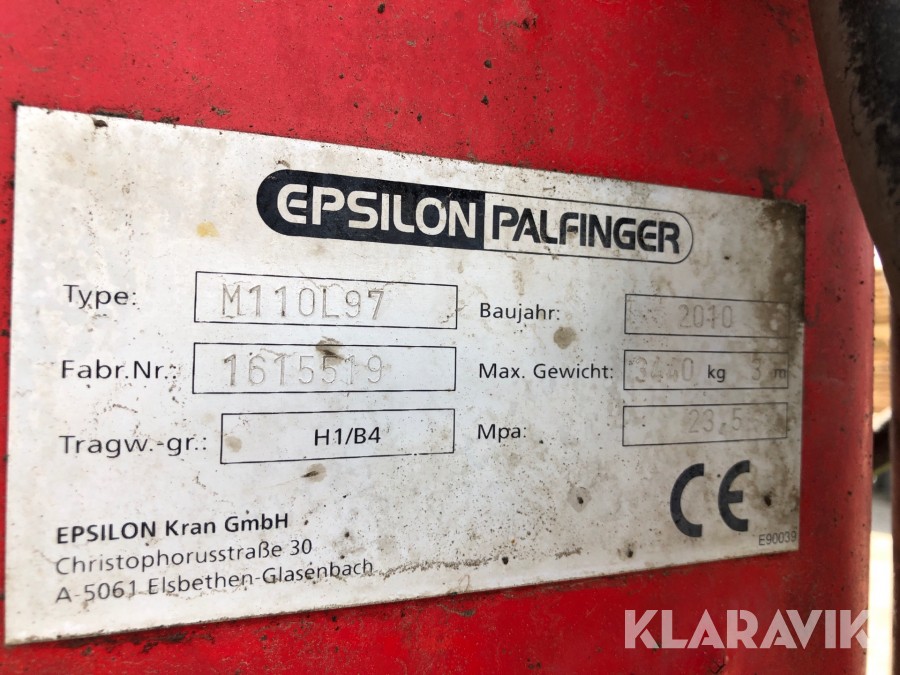 EPSILON PALFINGER
Type: M110L97
Baujahr: 2010
Fabr.Nr.: 1615519
Max. Gewicht: 3440 kg 3 m
Tragw.-gr.: H1/B4
Mpa: 23,5
EPSILON Kran GmbH
Christophorusstraße 30
A-5061 Elsbethen-Glasenbach
CE
E90039
KLARAVIK